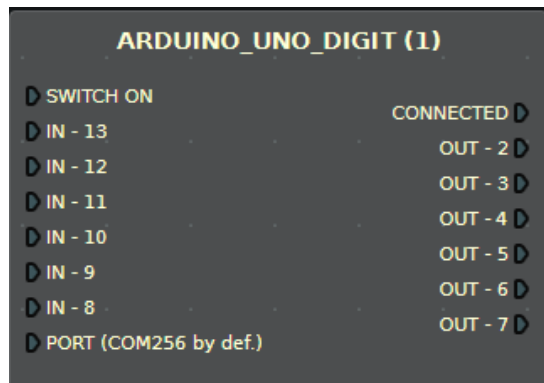 ARDUINO_UNO_DIGIT (1)
SWITCH ON
IN - 13
IN - 12
IN - 11
IN - 10
IN - 9
IN - 8
PORT (COM256 by def.)
CONNECTED
OUT - 2
OUT - 3
OUT - 4
OUT - 5
OUT - 6
OUT - 7